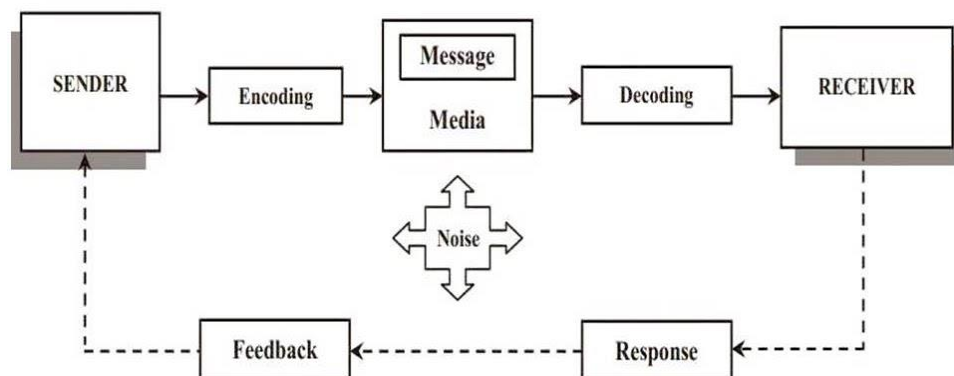 SENDER
Encoding
Message
Media
Decoding
RECEIVER
Noise
Feedback
Response